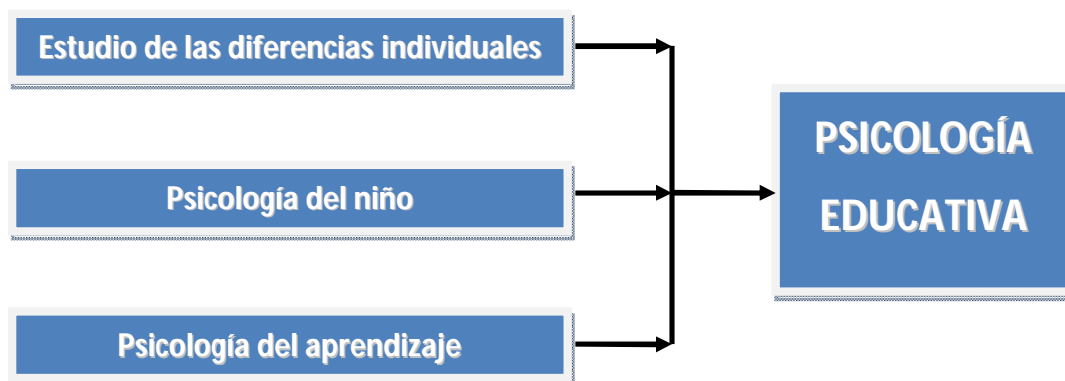 Estudio de las diferencias individuales
Psicología del niño
Psicología del aprendizaje
PSICOLOGÍA
EDUCATIVA